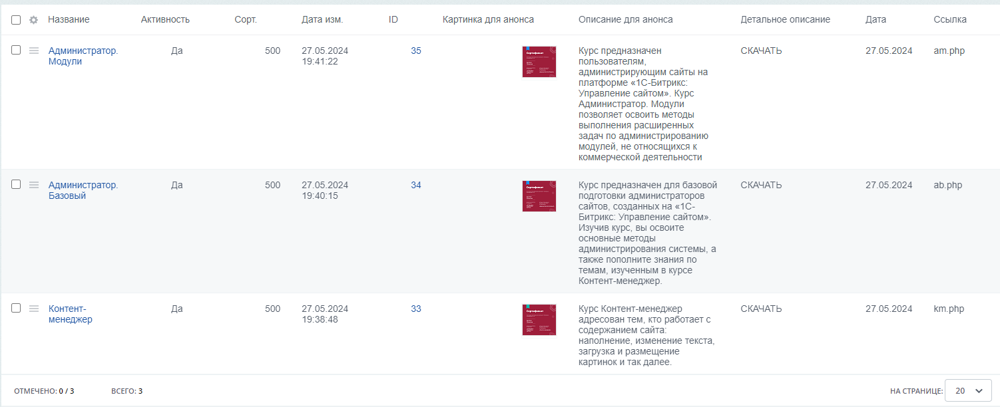 Название Активность Сорт. Дата изм. ID Картинка для анонса Описание для анонса Детальное описание Дата Ссылка
Администратор. Да 500 27.05.2024 35 Курс предназначен СКАЧАТЬ 27.05.2024 am.php
Модули 19:41:22 пользователям,
администрирующим сайты на
платформе «1С-Битрикс:
Управление сайтом». Курс
Администратор. Модули
позволяет освоить методы
выполнения расширенных
задач по администрированию
модулей, не относящихся к
коммерческой деятельности
Администратор. Да 500 27.05.2024 34 Курс предназначен для базовой СКАЧАТЬ 27.05.2024 ab.php
Базовый 19:40:15 подготовки администраторов
сайтов, созданных на «1С-
Битрикс: Управление сайтом».
Изучив курс, вы освоите
основные методы
администрирования системы, а
также пополните знания по
темам, изученным в курсе
Контент-менеджер.
Контент- Да 500 27.05.2024 33 Курс Контент-менеджер СКАЧАТЬ 27.05.2024 km.php
менеджер 19:38:48 адресован тем, кто работает с
содержанием сайта:
наполнение, изменение текста,
загрузка и размещение
картинок и так далее.
ОТМЕЧЕНО: 0 / 3 ВСЕГО: 3 НА СТРАНИЦЕ: 20